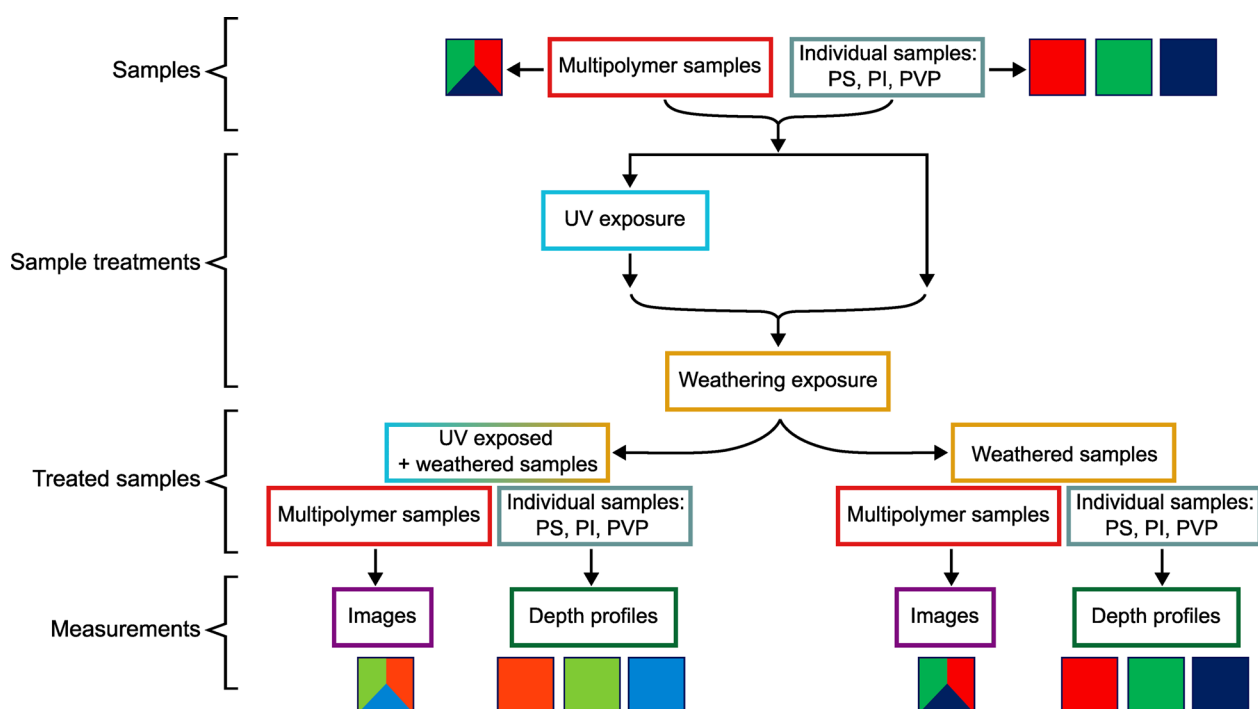 Samples
Multipolymer samples
Individual samples:
PS, PI, PVP
Sample treatments
UV exposure
Weathering exposure
Treated samples
UV exposed
+ weathered samples
Weathered samples
Multipolymer samples
Individual samples:
PS, PI, PVP
Multipolymer samples
Individual samples:
PS, PI, PVP
Measurements
Images
Depth profiles
Images
Depth profiles